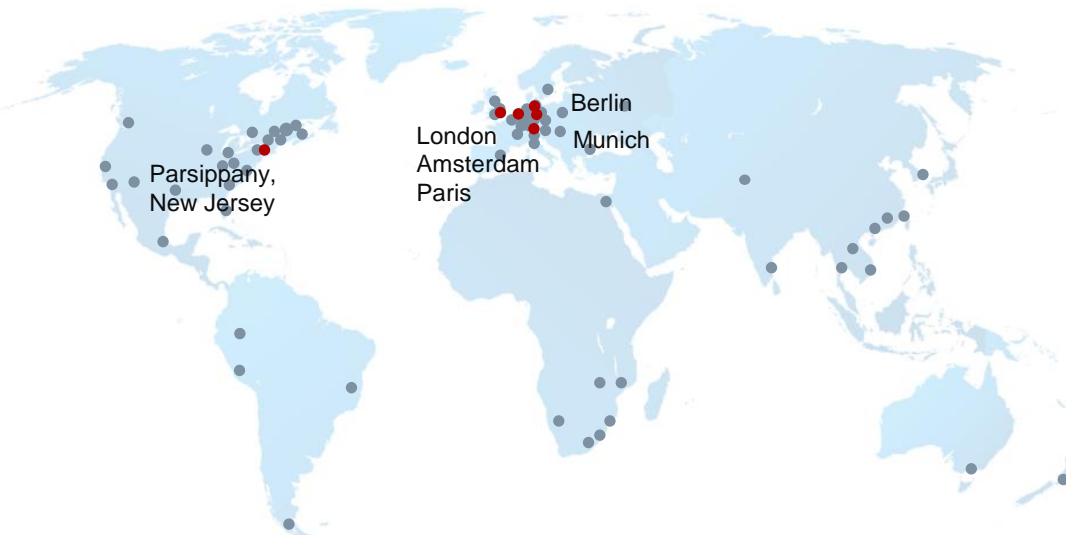 Parsippany,
New Jersey
London
Amsterdam
Paris
Berlin
Munich